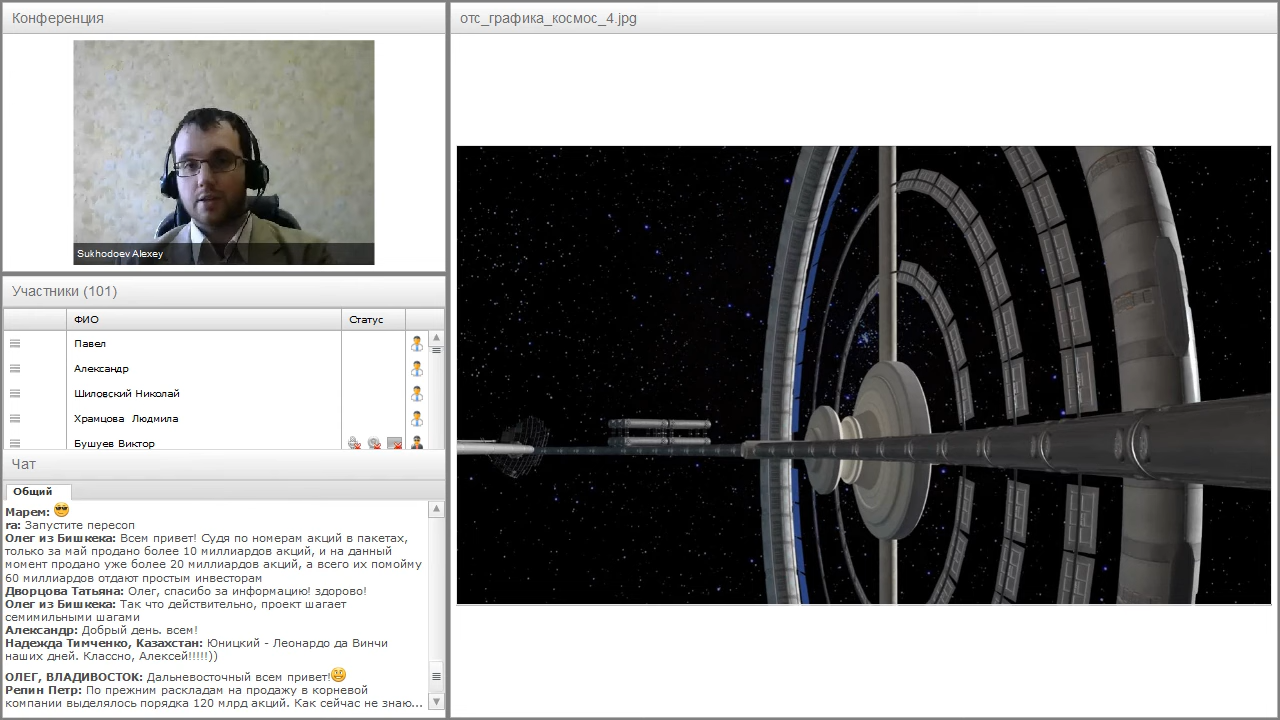 Конференция
отс_графика_космос_4.jpg
Sukhodoev Alexey
Участники (101)
ФИО
Статус
Павел
Александр
Шиловский Николай
Храмцова Людмила
Бушуев Виктор
Чат
Общий
Марем:
ra: Запустите пересоп
Олег из Бишкека: Всем привет! Судя по номерам акций в пакетах,
только за май продано более 10 миллиардов акций, и на данный
момент продано уже более 20 миллиардов акций, а всего их помойму
60 миллиардов отдают простым инвесторам
Дворцова Татьяна: Олег, спасибо за информацию! здорово!
Олег из Бишкека: Так что действительно, проект шагает
семимильными шагами
Александр: Добрый день. всем!
Надежда Тимченко, Казахстан: Юницкий - Леонардо да Винчи
наших дней. Классно, Алексей!!!!!))
ОЛЕГ, ВЛАДИВОСТОК: Дальневосточный всем привет!
Репин Петр: По прежним раскладам на продажу в корневой
компании выделялось порядка 120 млрд акций. Как сейчас не знаю...